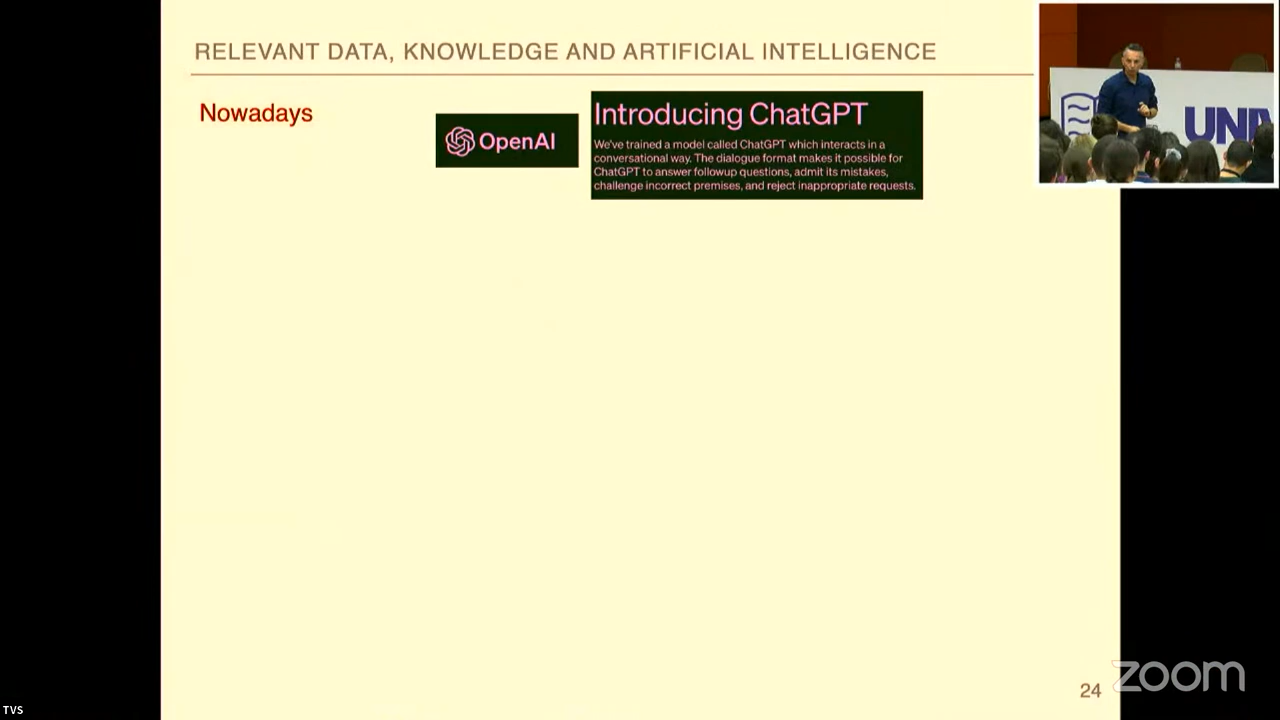 RELEVANT DATA, KNOWLEDGE AND ARTIFICIAL INTELLIGENCE
Nowadays
OpenAI
Introducing ChatGPT
We've trained a model called ChatGPT which interacts in a
conversational way. The dialogue format makes it possible for
ChatGPT to answer followup questions, admit its mistakes,
challenge incorrect premises, and reject inappropriate requests.
24
zoom
TVS